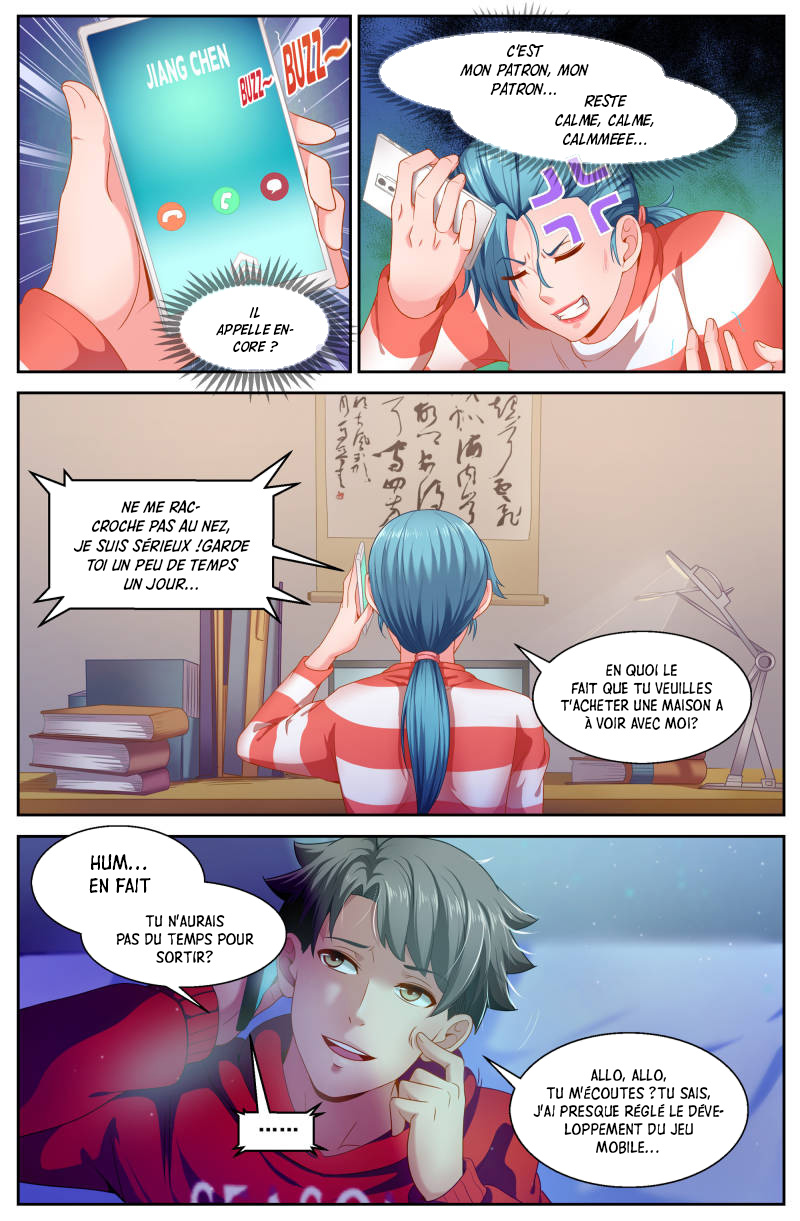 JIANG CHEN
BUZZ~
BUZZ~
IL
APPELLE EN-
CORE ?
C'EST
MON PATRON, MON
PATRON...
RESTE
CALME, CALME,
CALMMEEE...
NE ME RAC-
CROCHE PAS AU NEZ,
JE SUIS SÉRIEUX !GARDE
TOI UN PEU DE TEMPS
UN JOUR...
EN QUOI LE
FAIT QUE TU VEUILLES
T'ACHETER UNE MAISON A
À VOIR AVEC MOI?
HUM...
EN FAIT
TU N'AURAIS
PAS DU TEMPS POUR
SORTIR?
......
ALLO, ALLO,
TU M'ÉCOUTES ?TU SAIS,
J'AI PRESQUE RÉGLÉ LE DÉVE-
LOPPEMENT DU JEU
MOBILE...
SEASON